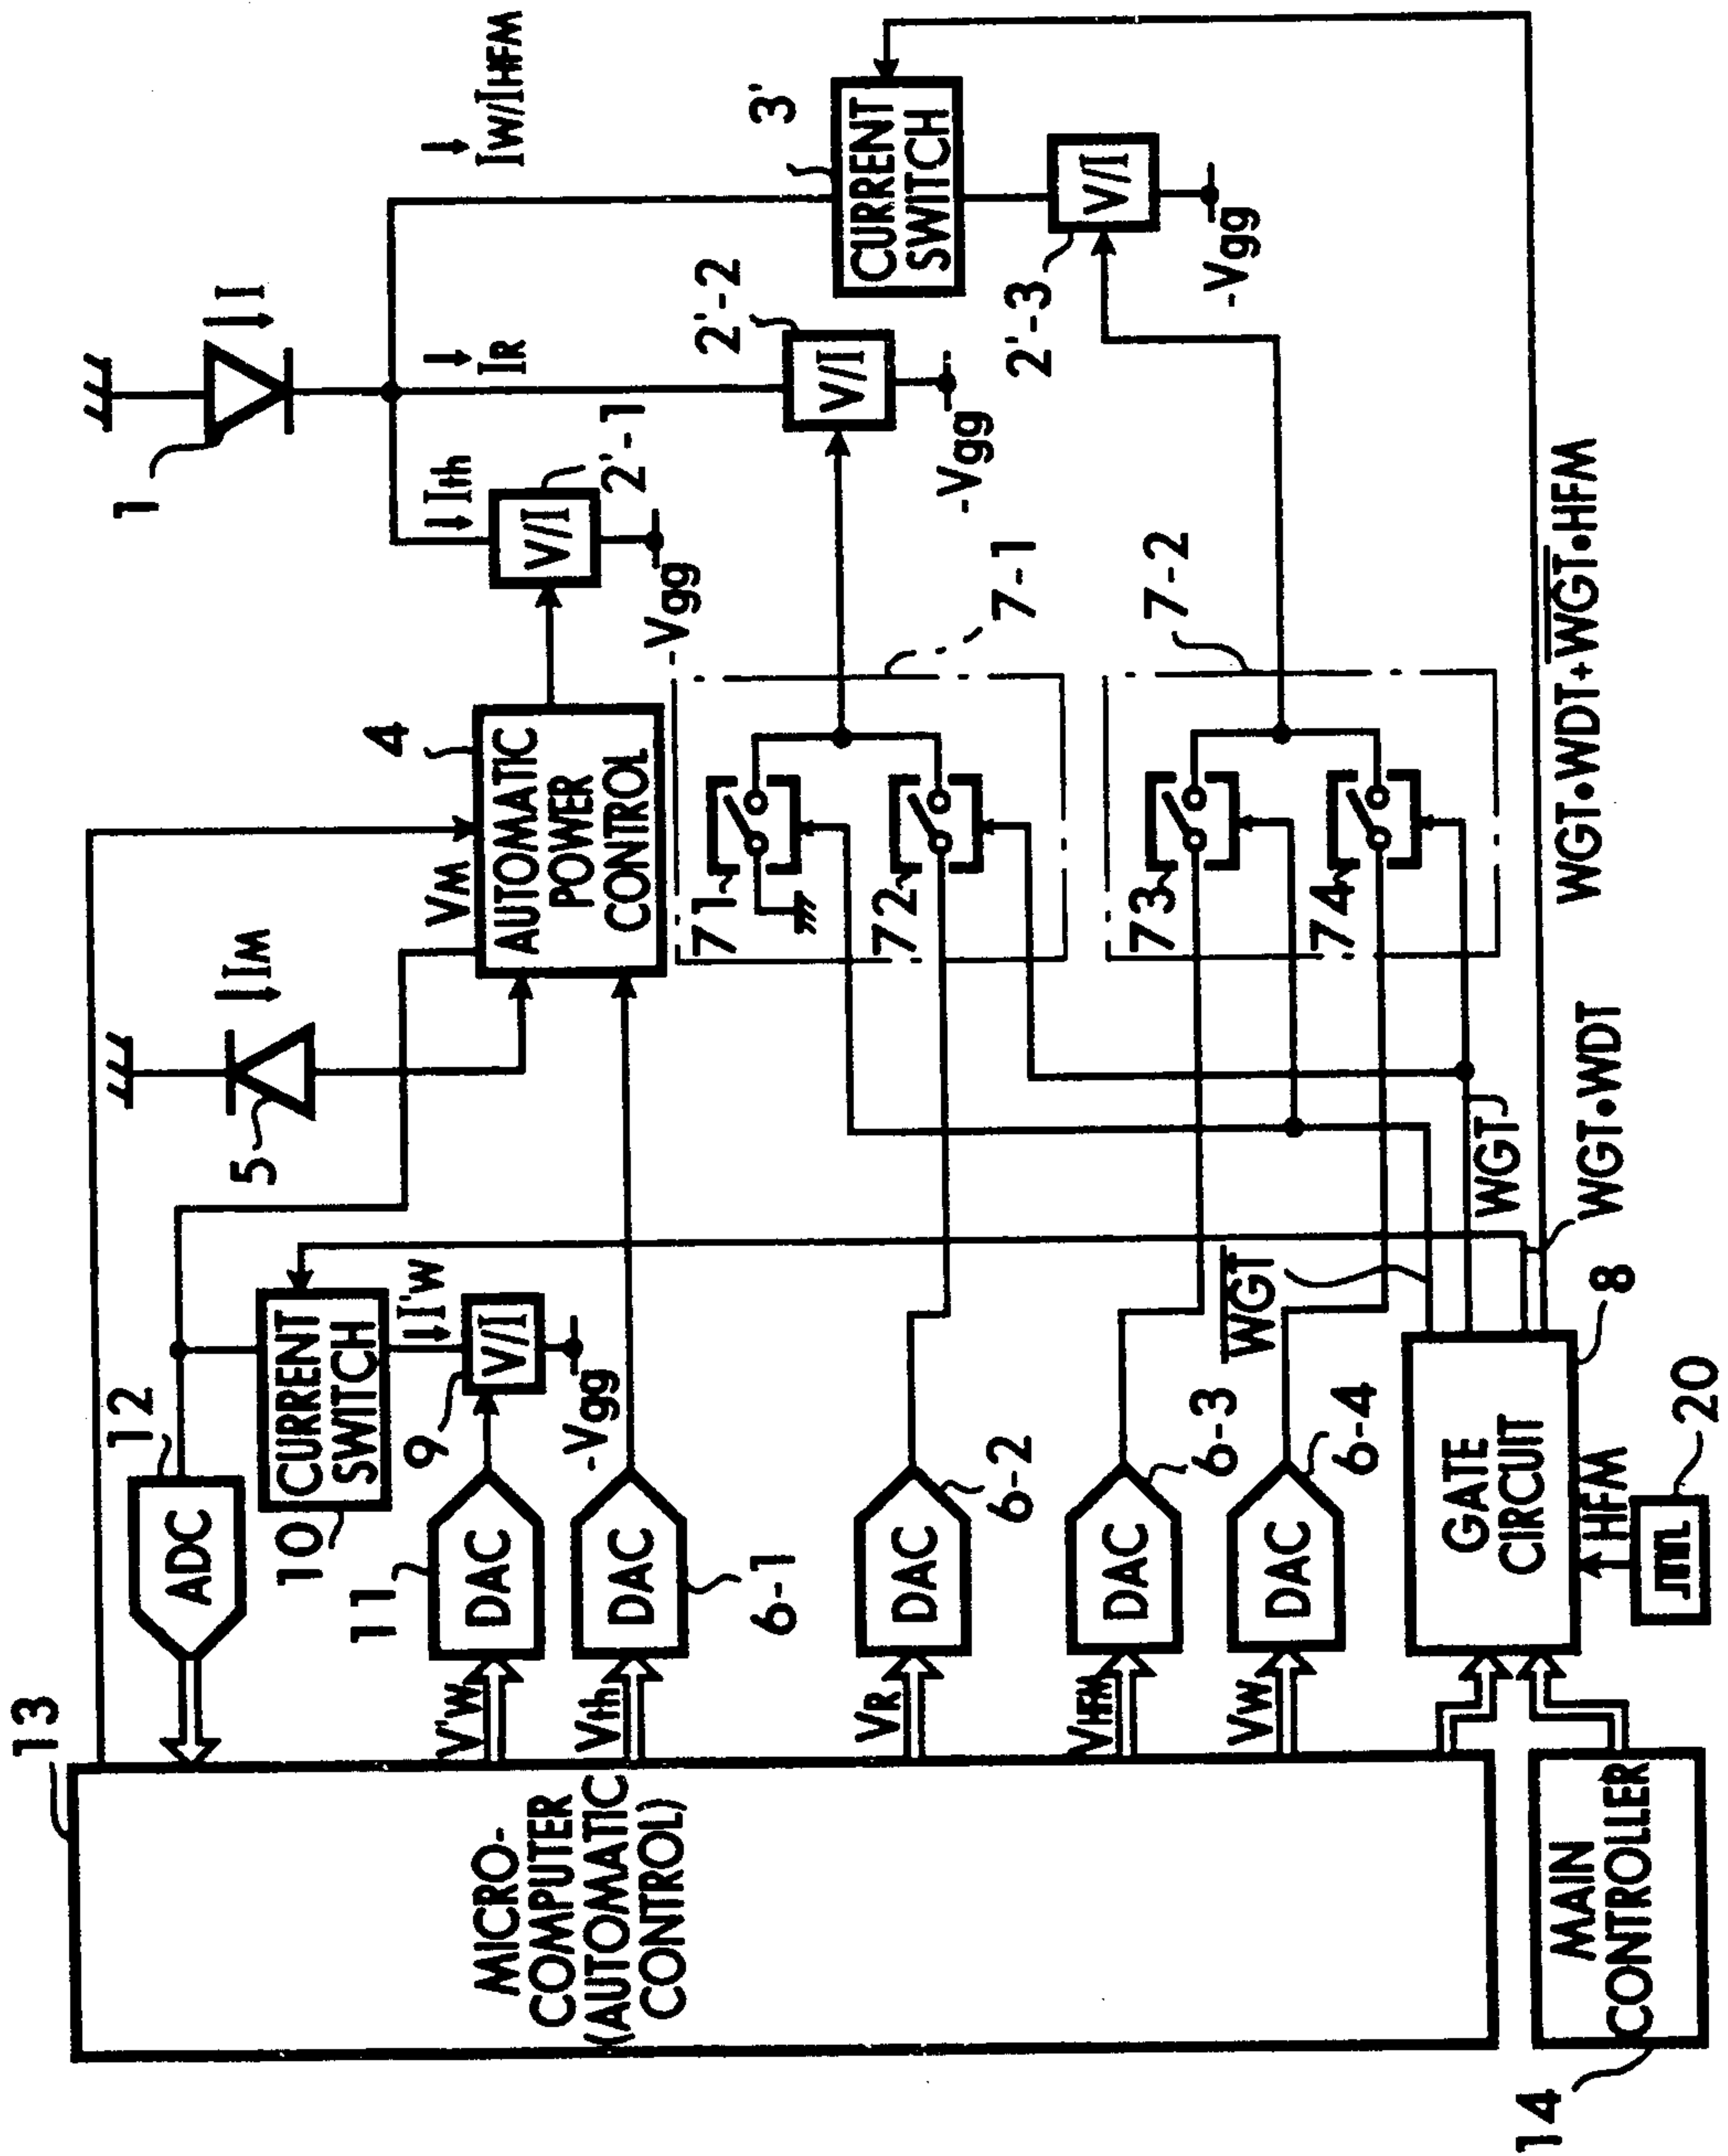 13
MICRO-
COMPUTER
(AUTOMATIC
CONTROL)
14
MAIN
CONTROLLER
ADC
12
CURRENT
SWITCH
10
I'W
V'W
DAC
11
V/I
9
-Vgg
Vth
DAC
6-1
VR
DAC
6-2
VHFM
DAC
6-3
VW
DAC
6-4
GATE
CIRCUIT
8
HFM
20
W̅G̅T̅
WGT
WGT•WDT
WGT•WDT+W̅G̅T̅•HFM
5
IM
VM
AUTOMATIC
POWER
CONTROL
4
71
72
7-1
73
74
7-2
1
I
Ith
V/I
2'-1
-Vgg
IR
V/I
2'-2
-Vgg
IW/IHFM
CURRENT
SWITCH
3'
V/I
2'-3
-Vgg